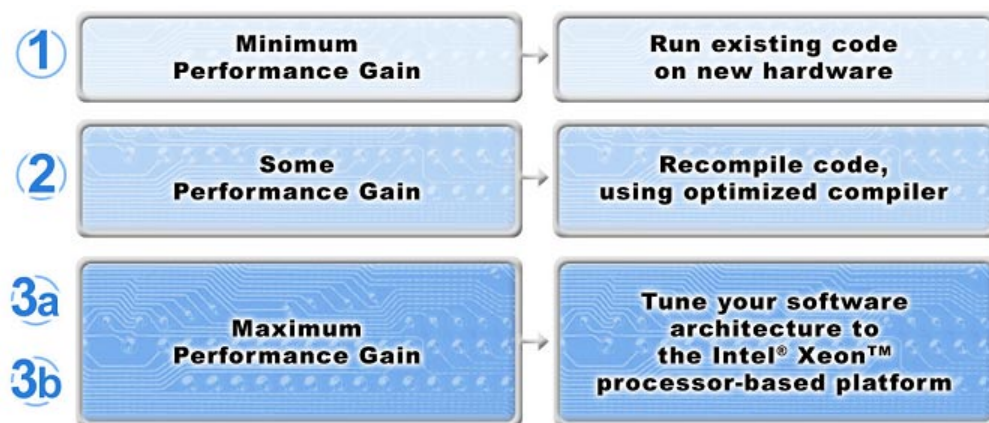 1
Minimum
Performance Gain
Run existing code
on new hardware
2
Some
Performance Gain
Recompile code,
using optimized compiler
3a
3b
Maximum
Performance Gain
Tune your software
architecture to
the Intel® Xeon™
processor-based platform